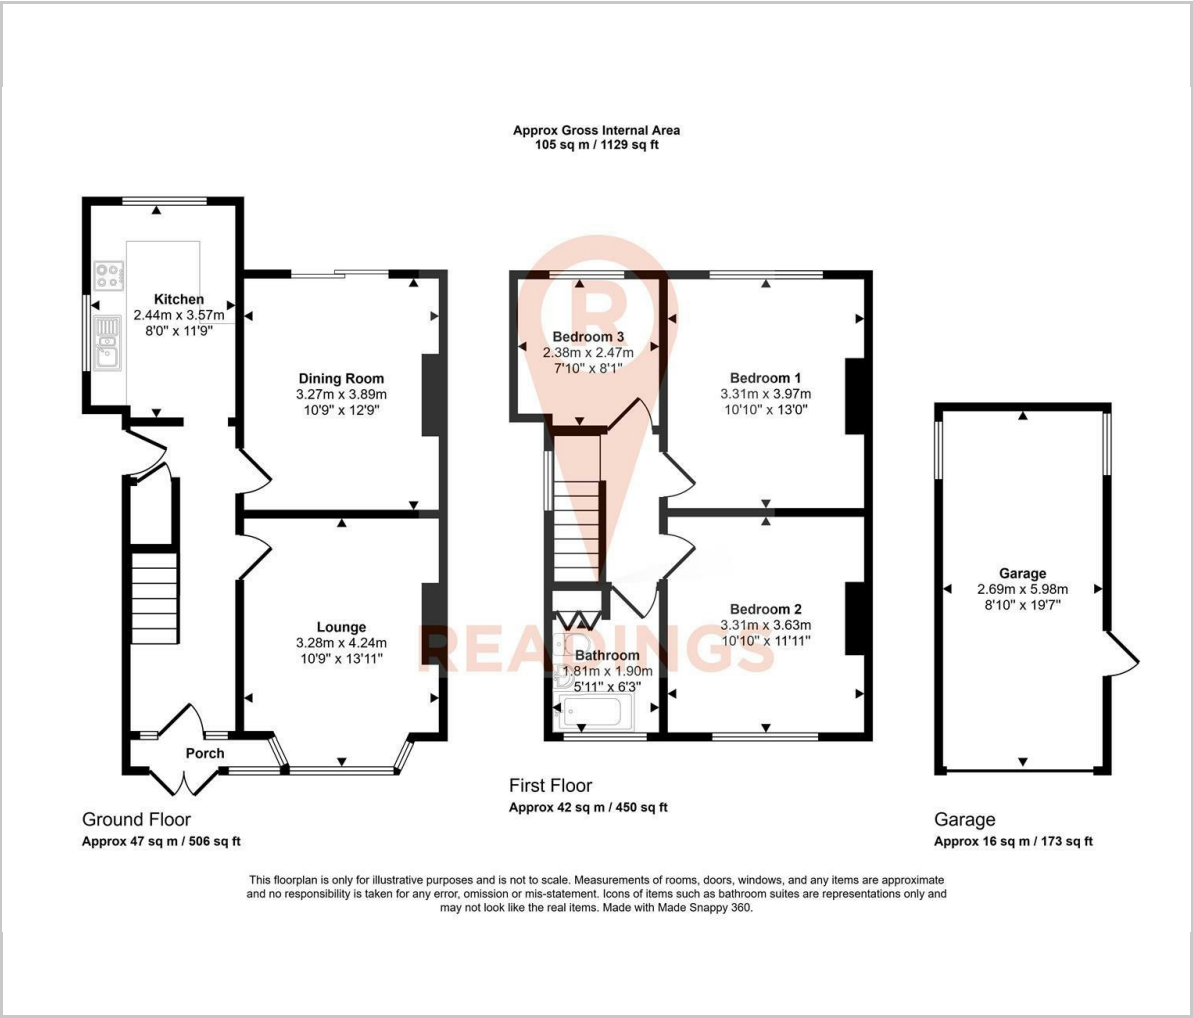 Approx Gross Internal Area
105 sq m / 1129 sq ft
Kitchen
2.44m x 3.57m
8'0" x 11'9"
Dining Room
3.27m x 3.89m
10'9" x 12'9"
Lounge
3.28m x 4.24m
10'9" x 13'11"
Porch
Ground Floor
Approx 47 sq m / 506 sq ft
R
Bedroom 3
2.38m x 2.47m
7'10" x 8'1"
Bedroom 1
3.31m x 3.97m
10'10" x 13'0"
Bedroom 2
3.31m x 3.63m
10'10" x 11'11"
READINGS
Bathroom
1.81m x 1.90m
5'11" x 6'3"
First Floor
Approx 42 sq m / 450 sq ft
Garage
2.69m x 5.98m
8'10" x 19'7"
Garage
Approx 16 sq m / 173 sq ft
This floorplan is only for illustrative purposes and is not to scale. Measurements of rooms, doors, windows, and any items are approximate
and no responsibility is taken for any error, omission or mis-statement. Icons of items such as bathroom suites are representations only and
may not look like the real items. Made with Made Snappy 360.